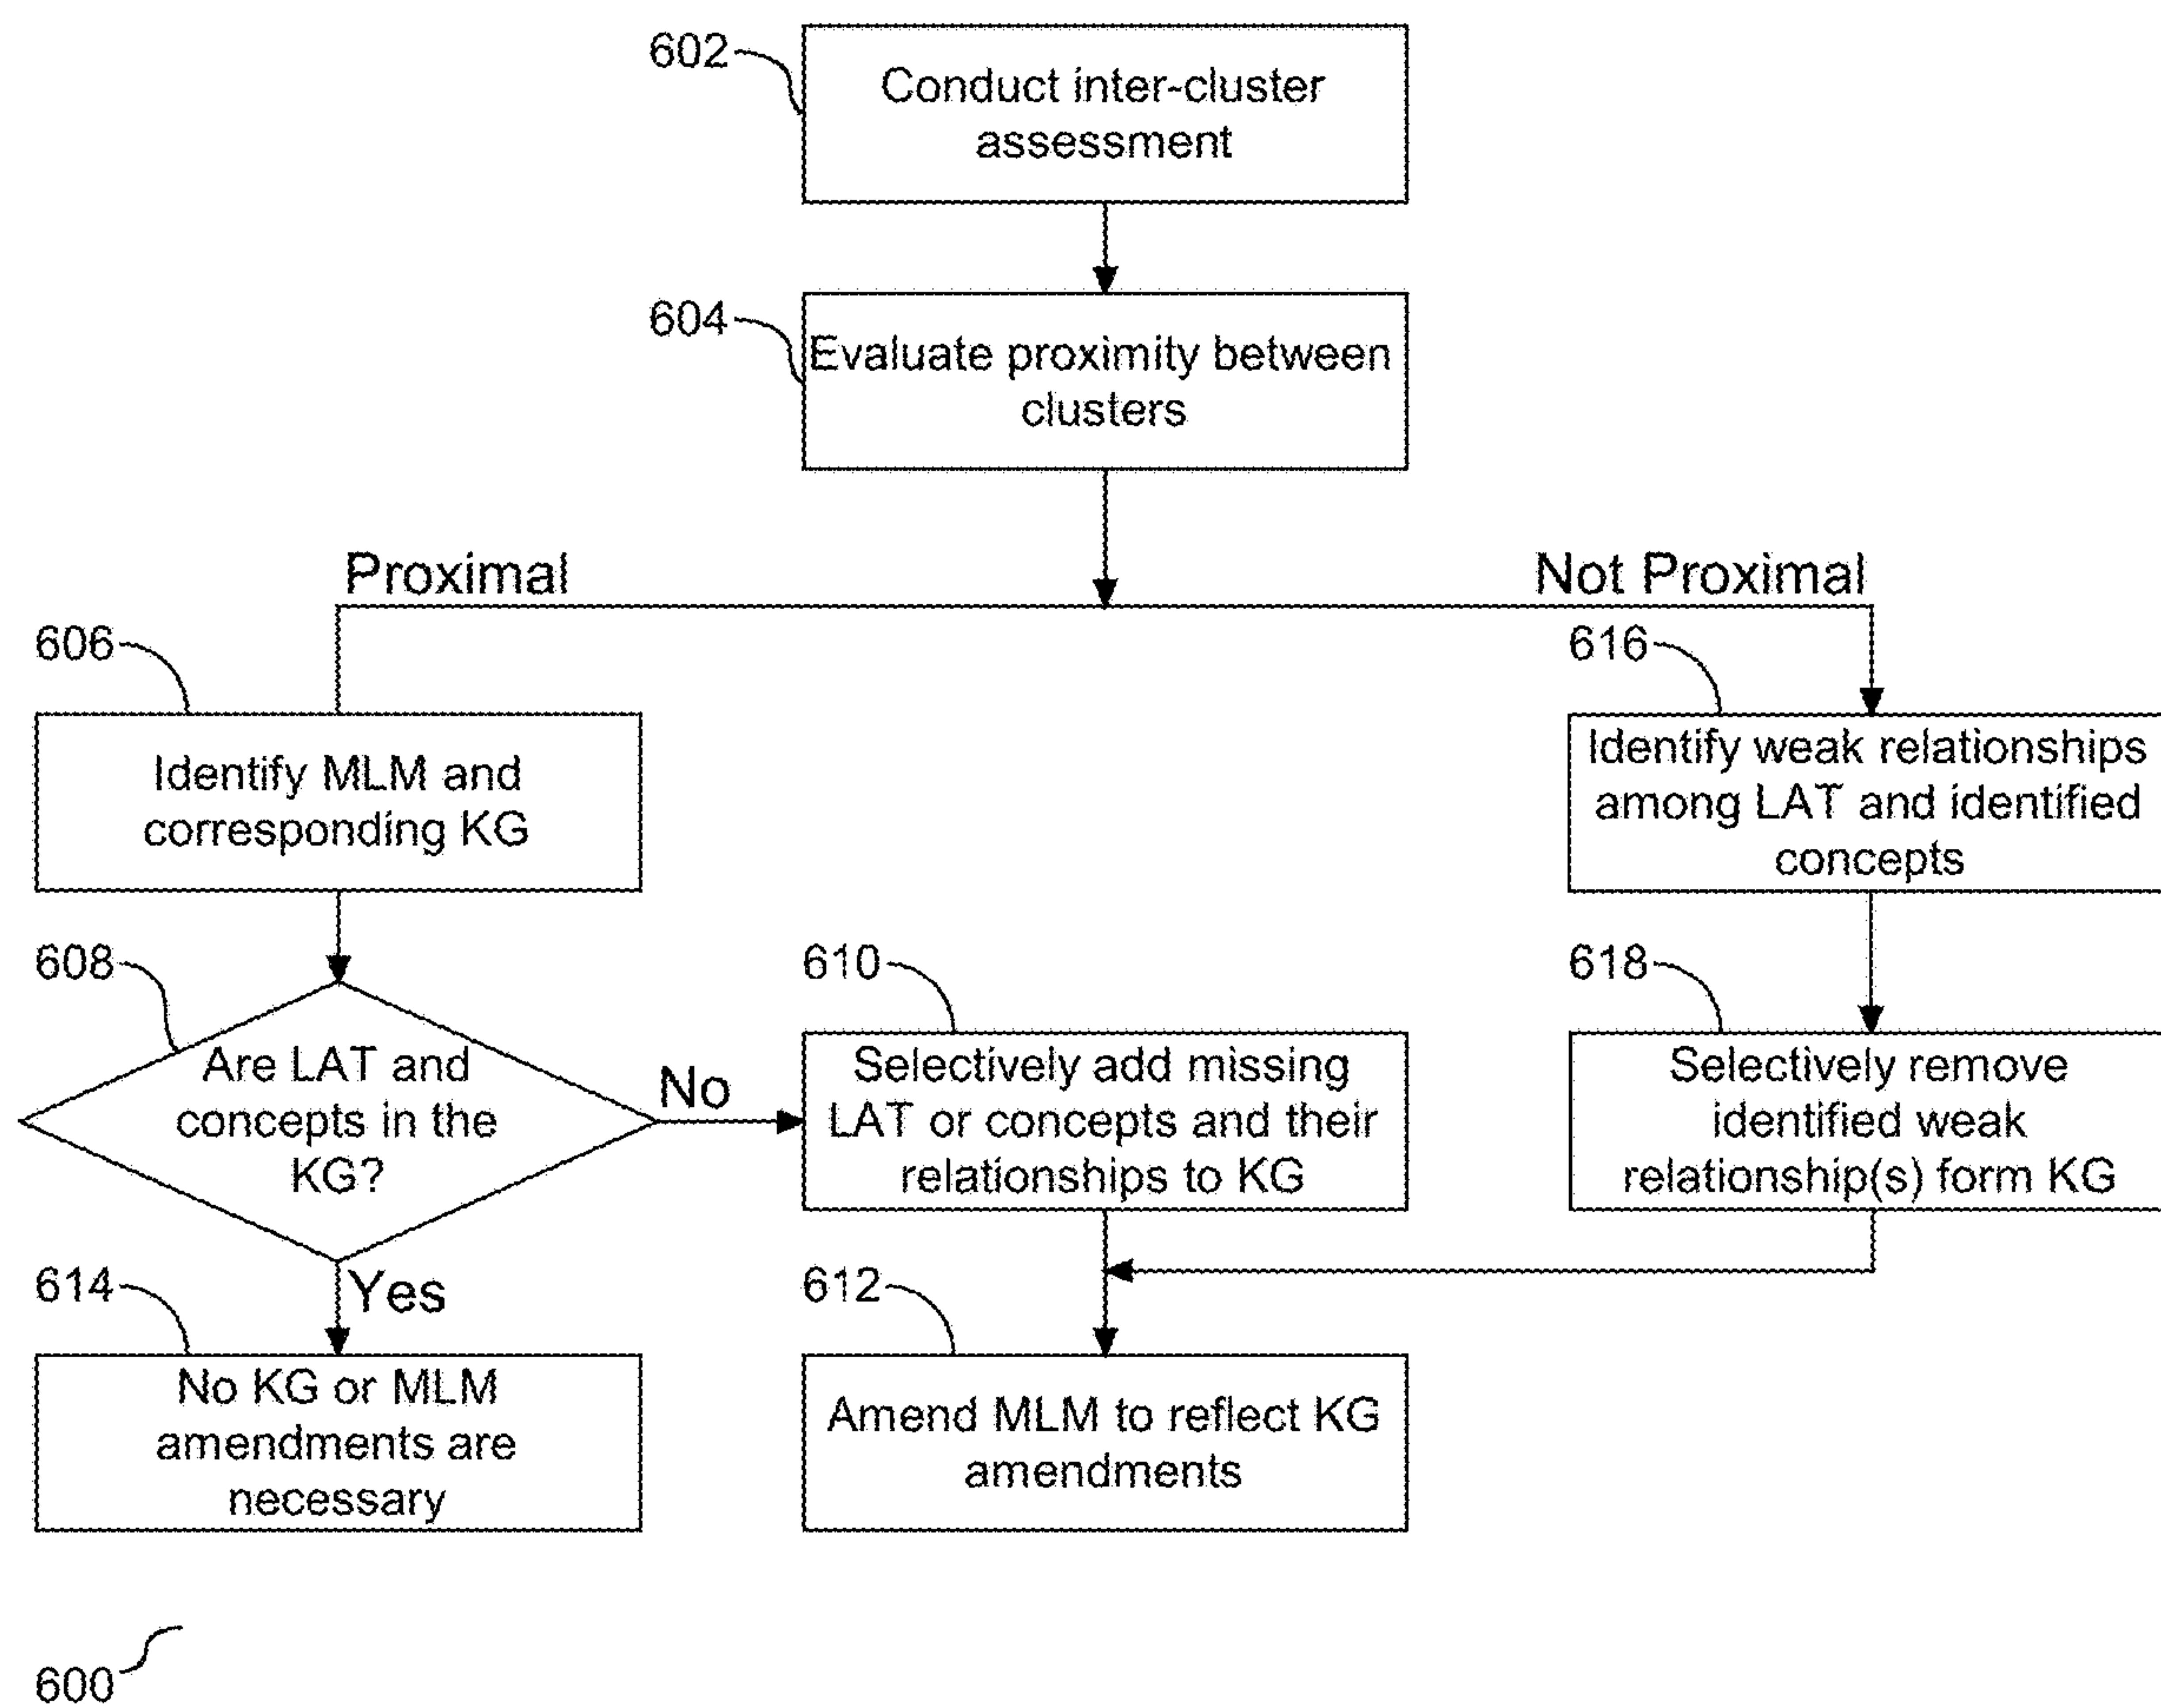 602
Conduct inter-cluster
assessment
604
Evaluate proximity between
clusters
Proximal
Not Proximal
606
Identify MLM and
corresponding KG
616
Identify weak relationships
among LAT and identified
concepts
608
Are LAT and
concepts in the
KG?
No
610
Selectively add missing
LAT or concepts and their
relationships to KG
618
Selectively remove
identified weak
relationship(s) form KG
Yes
614
No KG or MLM
amendments are
necessary
612
Amend MLM to reflect KG
amendments
600